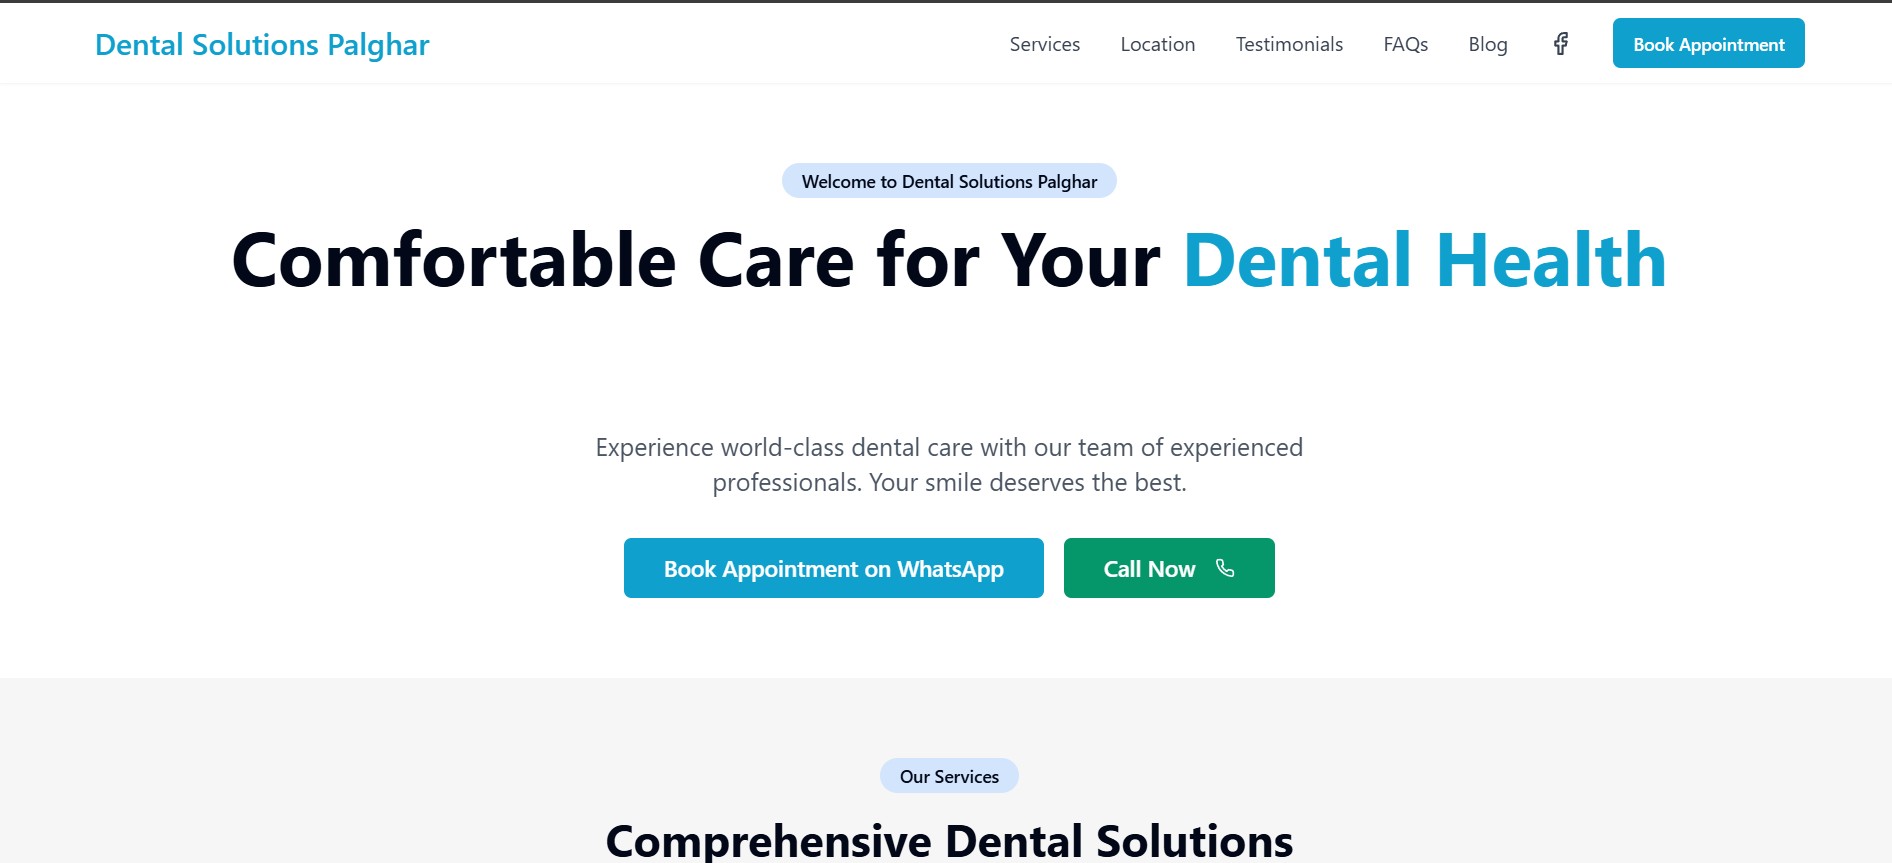 Dental Solutions Palghar
Services
Location
Testimonials
FAQs
Blog
Book Appointment
Welcome to Dental Solutions Palghar
Comfortable Care for Your Dental Health
Experience world-class dental care with our team of experienced
professionals. Your smile deserves the best.
Book Appointment on WhatsApp
Call Now
Our Services
Comprehensive Dental Solutions